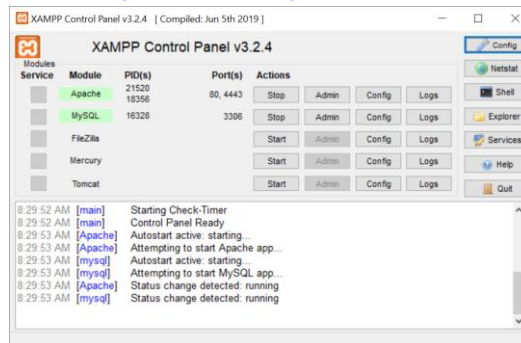 XAMPP Control Panel v3.2.4 [ Compiled: Jun 5th 2019 ]
XAMPP Control Panel v3.2.4
Config
Modules
Service Module PID(s) Port(s) Actions
Netstat
Apache 21520 18356 80, 4443 Stop Admin Config Logs
Shell
MySQL 16328 3306 Stop Admin Config Logs
Explorer
FileZilla Start Admin Config Logs
Services
Mercury Start Admin Config Logs
Help
Tomcat Start Admin Config Logs
Quit
8:29:52 AM [main] Starting Check-Timer
8:29:52 AM [main] Control Panel Ready
8:29:53 AM [Apache] Autostart active: starting...
8:29:53 AM [Apache] Attempting to start Apache app...
8:29:53 AM [mysql] Autostart active: starting...
8:29:53 AM [mysql] Attempting to start MySQL app...
8:29:53 AM [Apache] Status change detected: running
8:29:53 AM [mysql] Status change detected: running